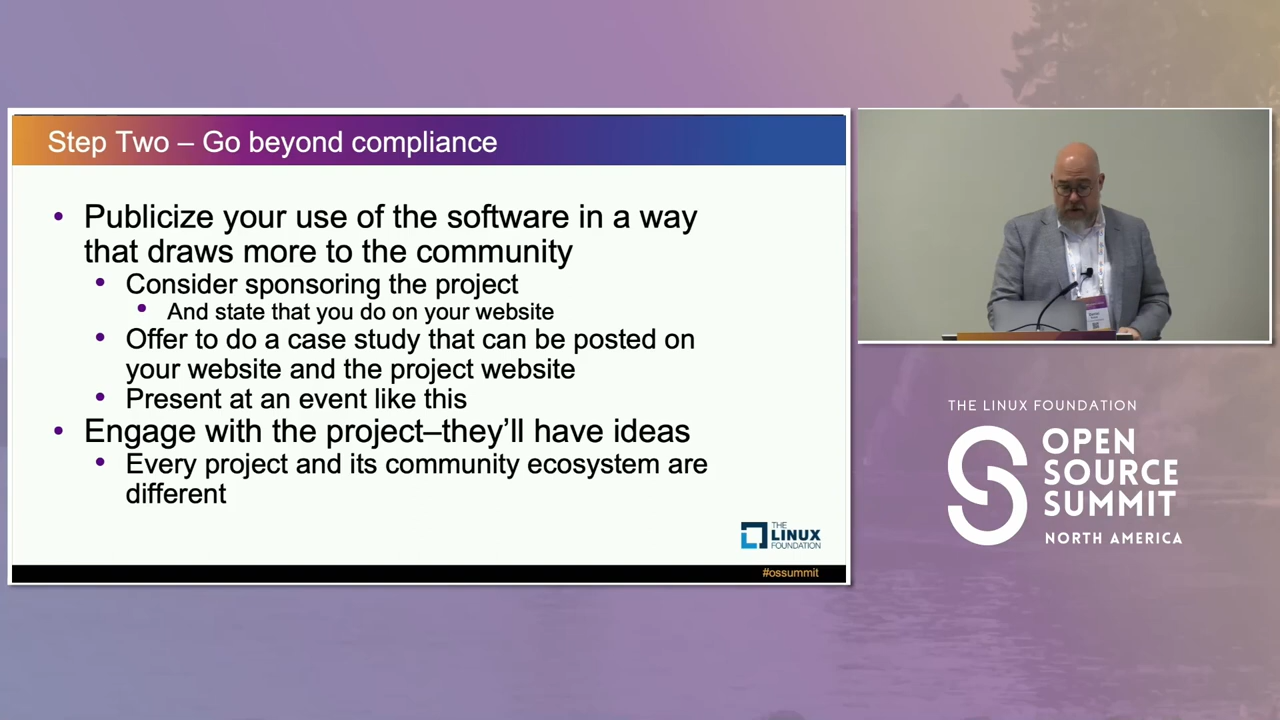 Step Two – Go beyond compliance
• Publicize your use of the software in a way
that draws more to the community
• Consider sponsoring the project
• And state that you do on your website
• Offer to do a case study that can be posted on
your website and the project website
• Present at an event like this
• Engage with the project–they’ll have ideas
• Every project and its community ecosystem are
different
THE
LINUX
FOUNDATION
#ossummit
THE LINUX FOUNDATION
OPEN
SOURCE
SUMMIT
NORTH AMERICA